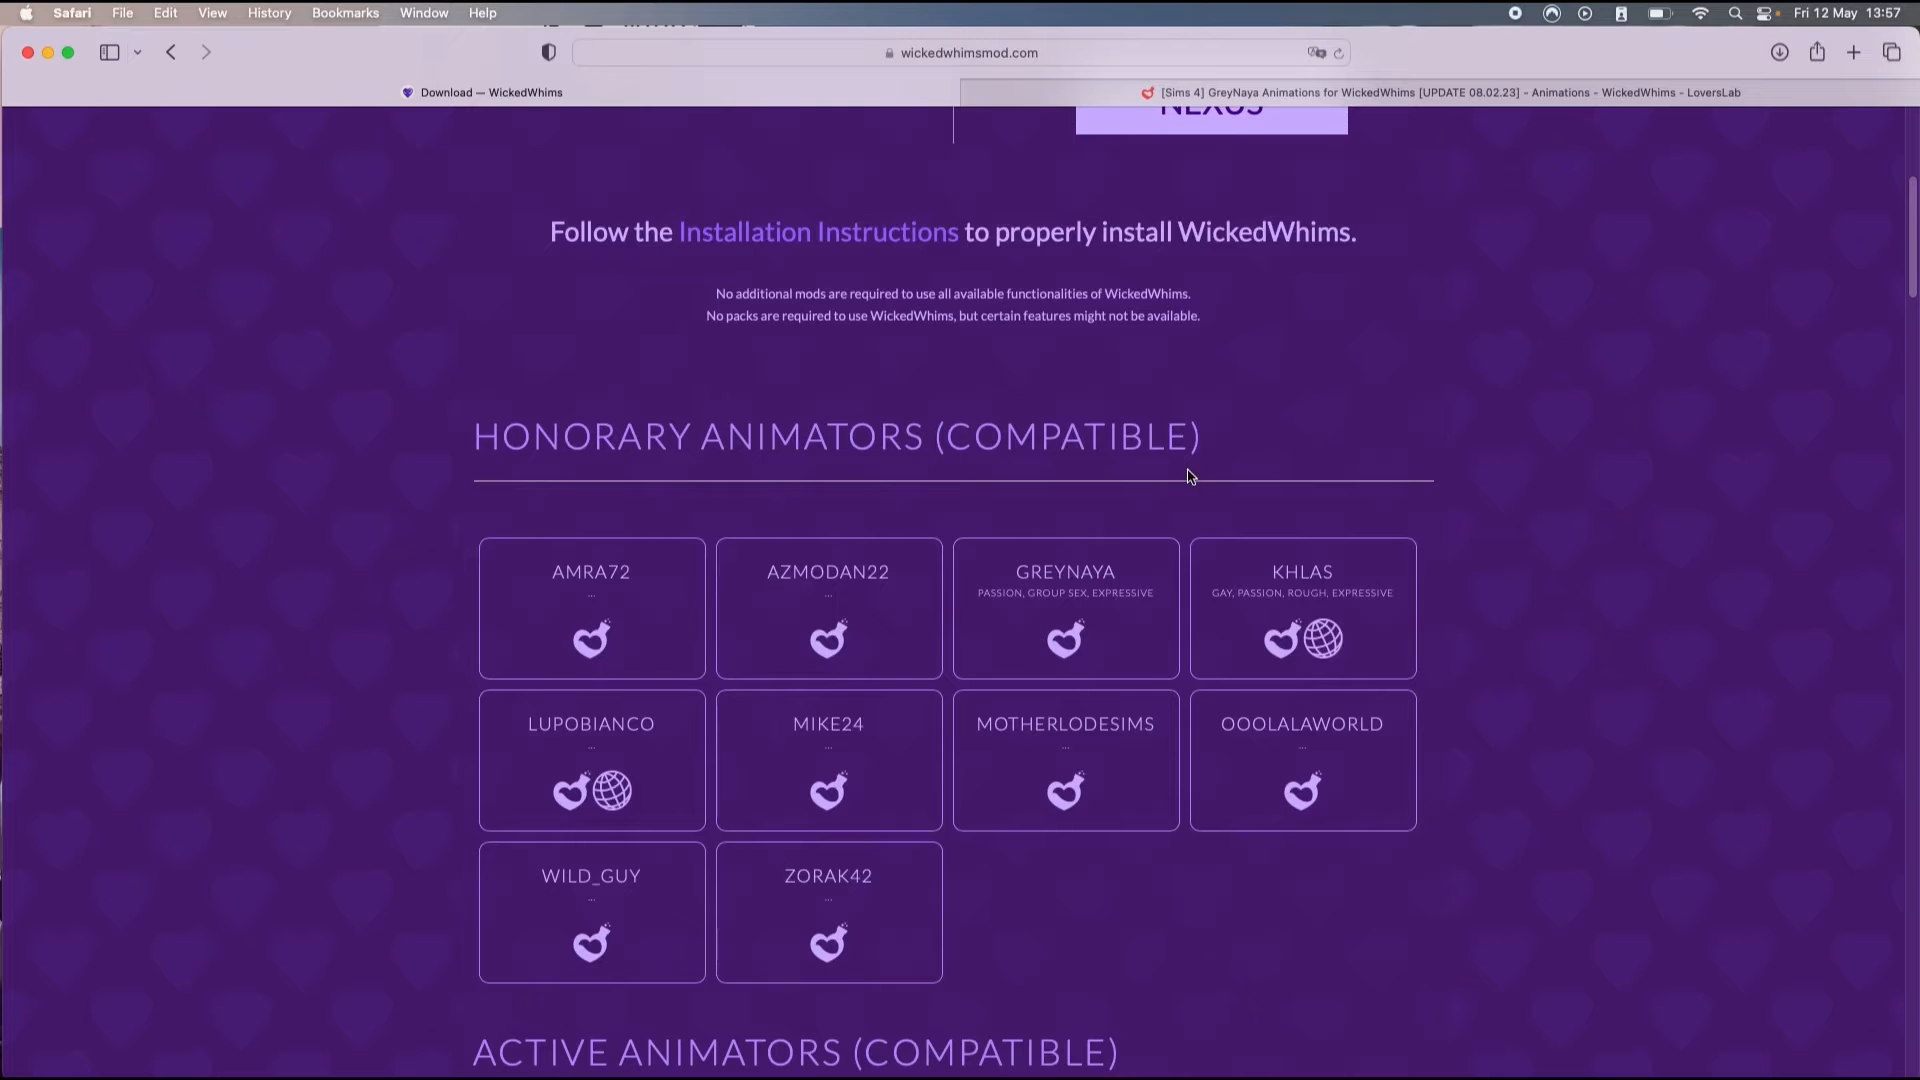 Safari File Edit View History Bookmarks Window Help Fri 12 May 13:57
wickedwhimsmod.com
Download — WickedWhims
[Sims 4] GreyNaya Animations for WickedWhims [UPDATE 08.02.23] - Animations - WickedWhims - LoversLab
NEXUS
Follow the Installation Instructions to properly install WickedWhims.
No additional mods are required to use all available functionalities of WickedWhims.
No packs are required to use WickedWhims, but certain features might not be available.
HONORARY ANIMATORS (COMPATIBLE)
AMRA72
...
AZMODAN22
...
GREYNAYA
PASSION, GROUP SEX, EXPRESSIVE
KHLAS
GAY, PASSION, ROUGH, EXPRESSIVE
LUPOBIANCO
...
MIKE24
...
MOTHERLODESIMS
...
OOOLALAWORLD
...
WILD_GUY
...
ZORAK42
...
ACTIVE ANIMATORS (COMPATIBLE)